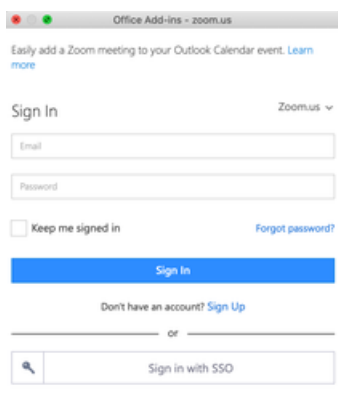 Office Add-ins - zoom.us
Easily add a Zoom meeting to your Outlook Calendar event. Learn
more
Sign In
Zoom.us
Email
Password
Keep me signed in
Forgot password?
Sign In
Don't have an account? Sign Up
or
Sign in with SSO